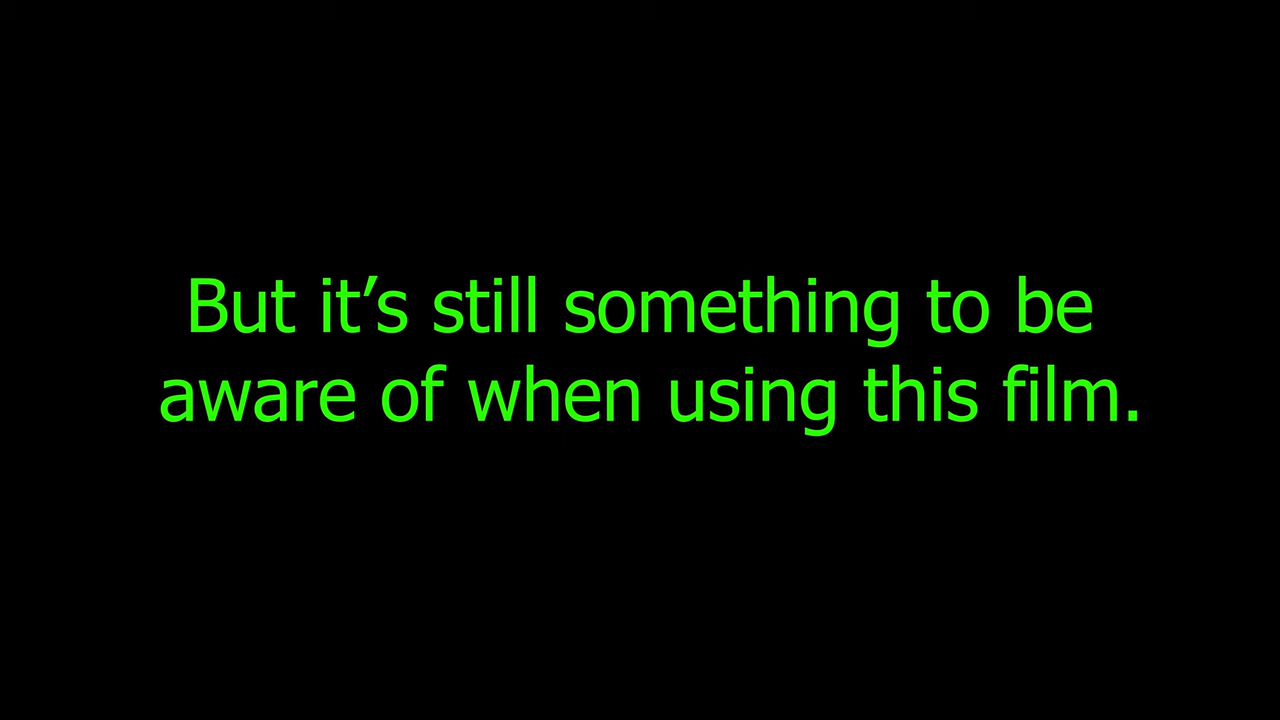 But it’s still something to be
aware of when using this film.